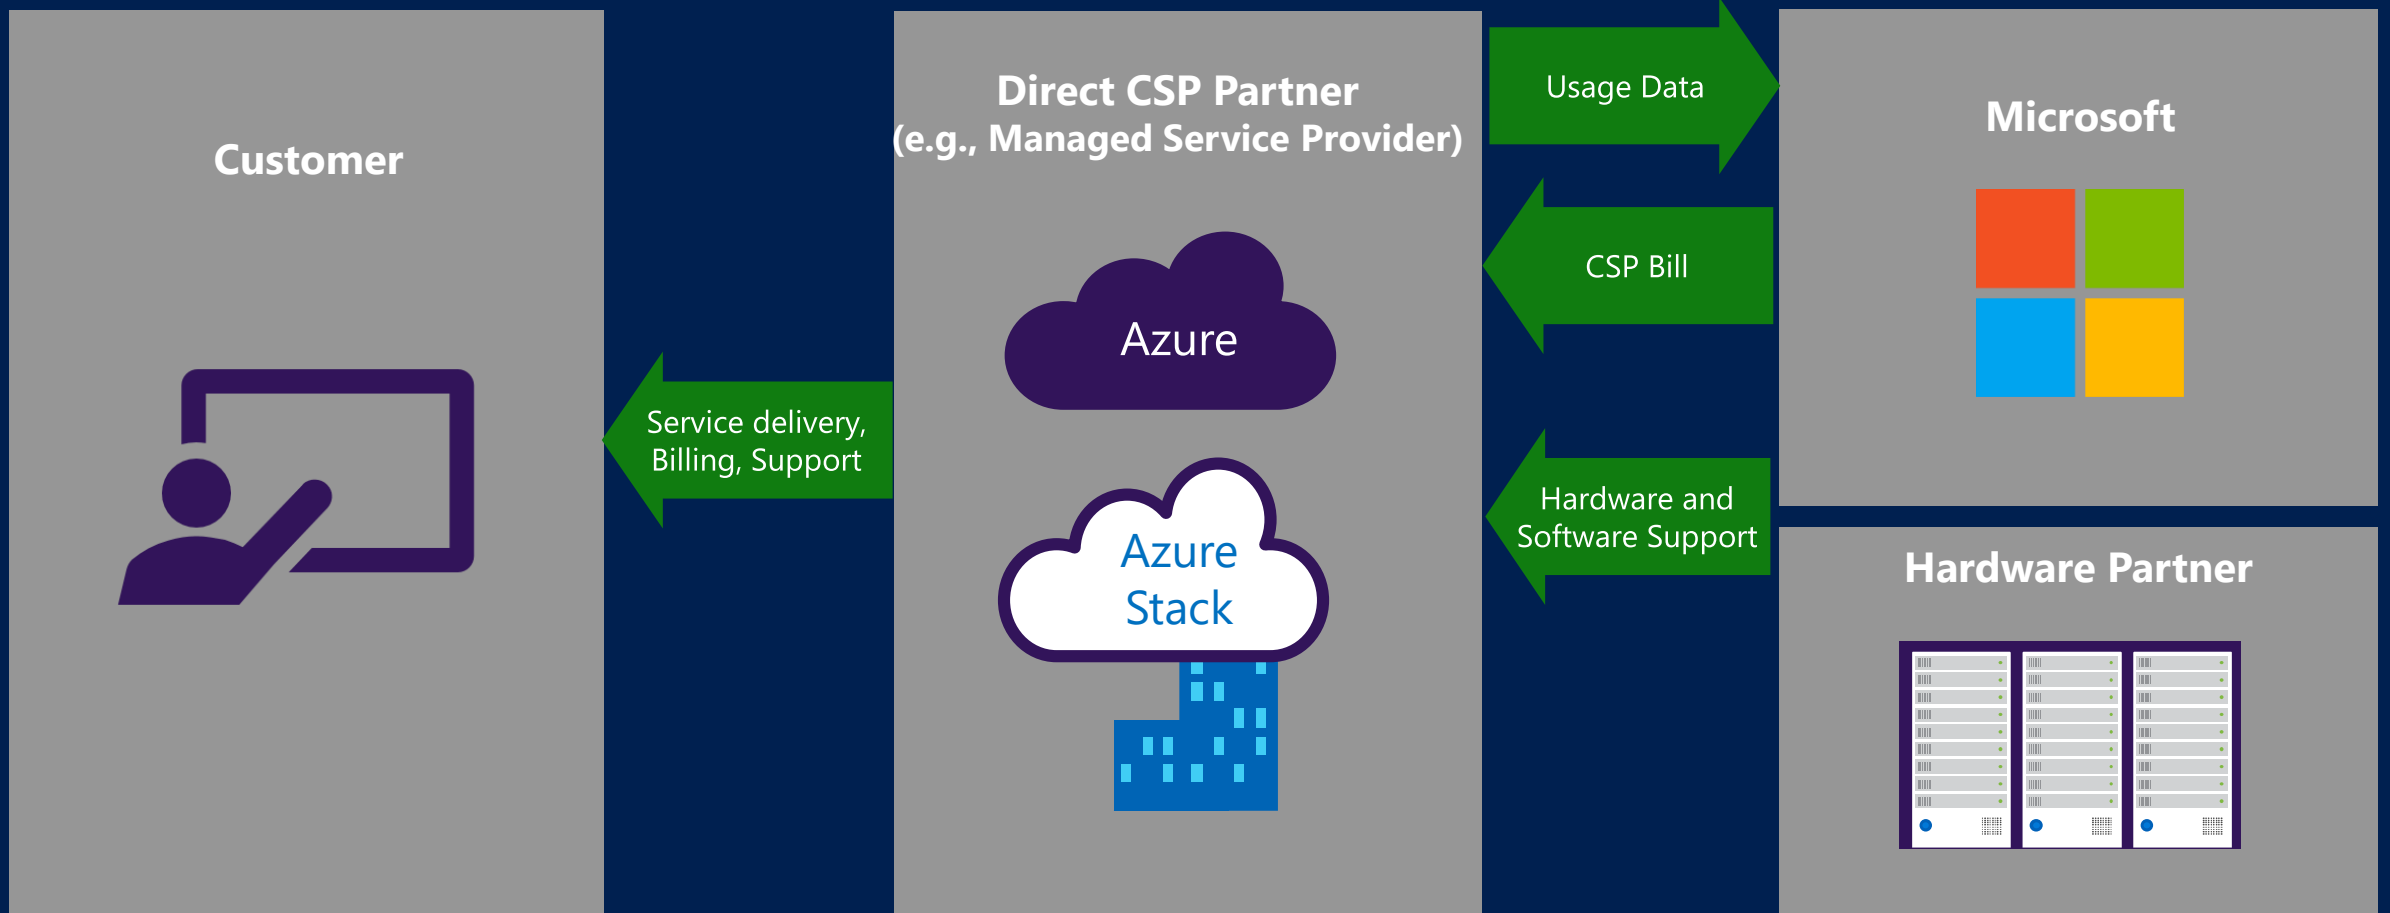 Customer
Service delivery,
Billing, Support
Direct CSP Partner
(e.g., Managed Service Provider)
Azure
Azure
Stack
Usage Data
CSP Bill
Hardware and
Software Support
Microsoft
Hardware Partner